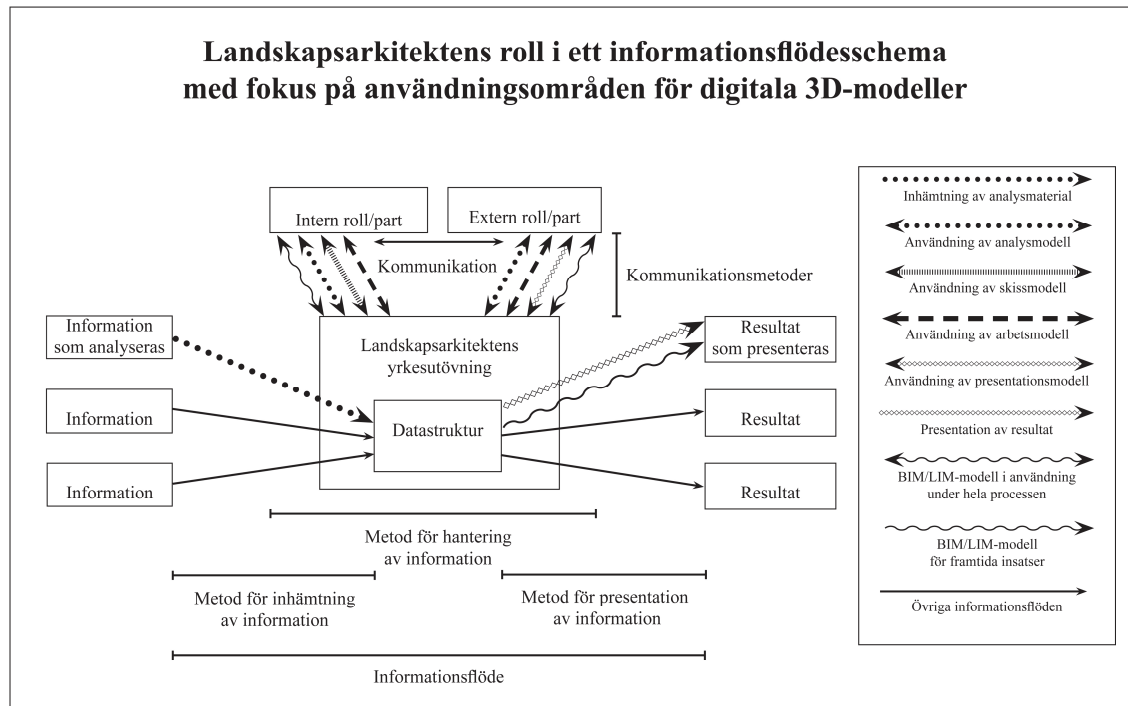 Landskapsarkitektens roll i ett informationsflödesschema
med fokus på användningsområden för digitala 3D-modeller
Intern roll/part
Extern roll/part
Kommunikation
Kommunikationsmetoder
Information
som analyseras
Information
Information
Landskapsarkitektens
yrkesutövning
Datastruktur
Resultat
som presenteras
Resultat
Resultat
Metod för hantering
av information
Metod för inhämtning
av information
Metod för presentation
av information
Informationsflöde
Inhämtning av analysmaterial
Användning av analysmodell
Användning av skissmodell
Användning av arbetsmodell
Användning av presentationsmodell
Presentation av resultat
BIM/LIM-modell i användning
under hela processen
BIM/LIM-modell
för framtida insatser
Övriga informationsflöden